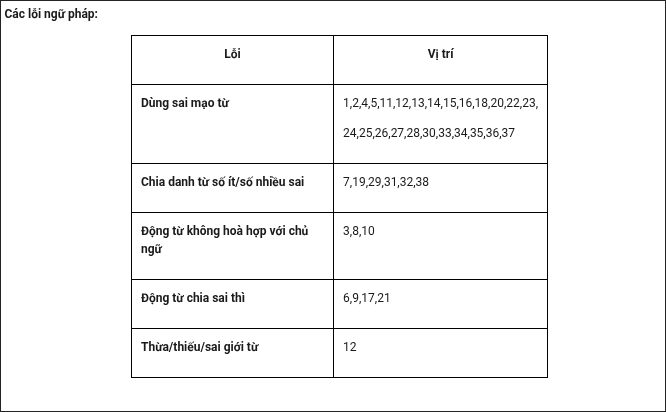 Các lỗi ngữ pháp:
Lỗi
Vị trí
Dùng sai mạo từ
1,2,4,5,11,12,13,14,15,16,18,20,22,23,
24,25,26,27,28,30,33,34,35,36,37
Chia danh từ số ít/số nhiều sai
7,19,29,31,32,38
Động từ không hoà hợp với chủ
ngữ
3,8,10
Động từ chia sai thì
6,9,17,21
Thừa/thiếu/sai giới từ
12